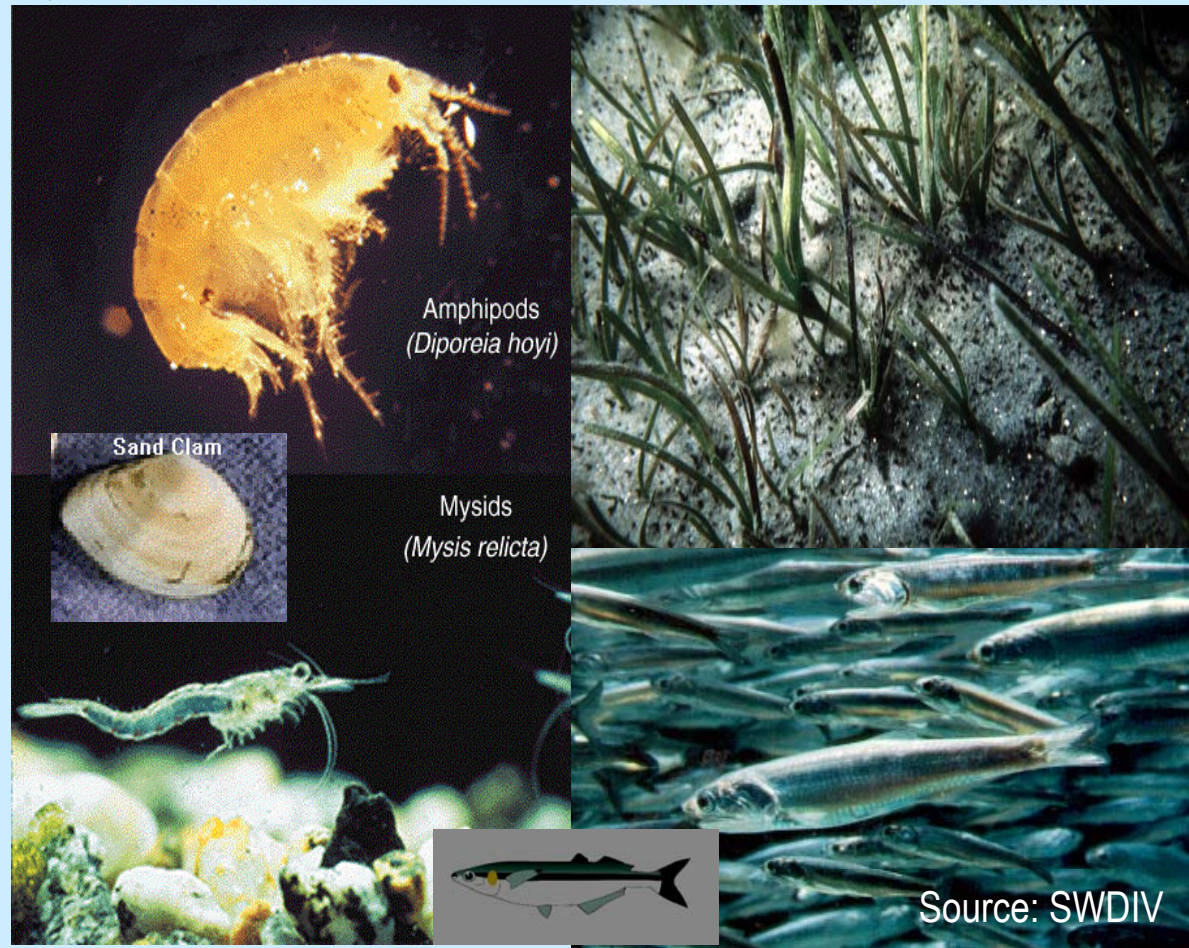 Amphipods
(Diporeia hoyi)
Sand Clam
Mysids
(Mysis relicta)
Source: SWDIV